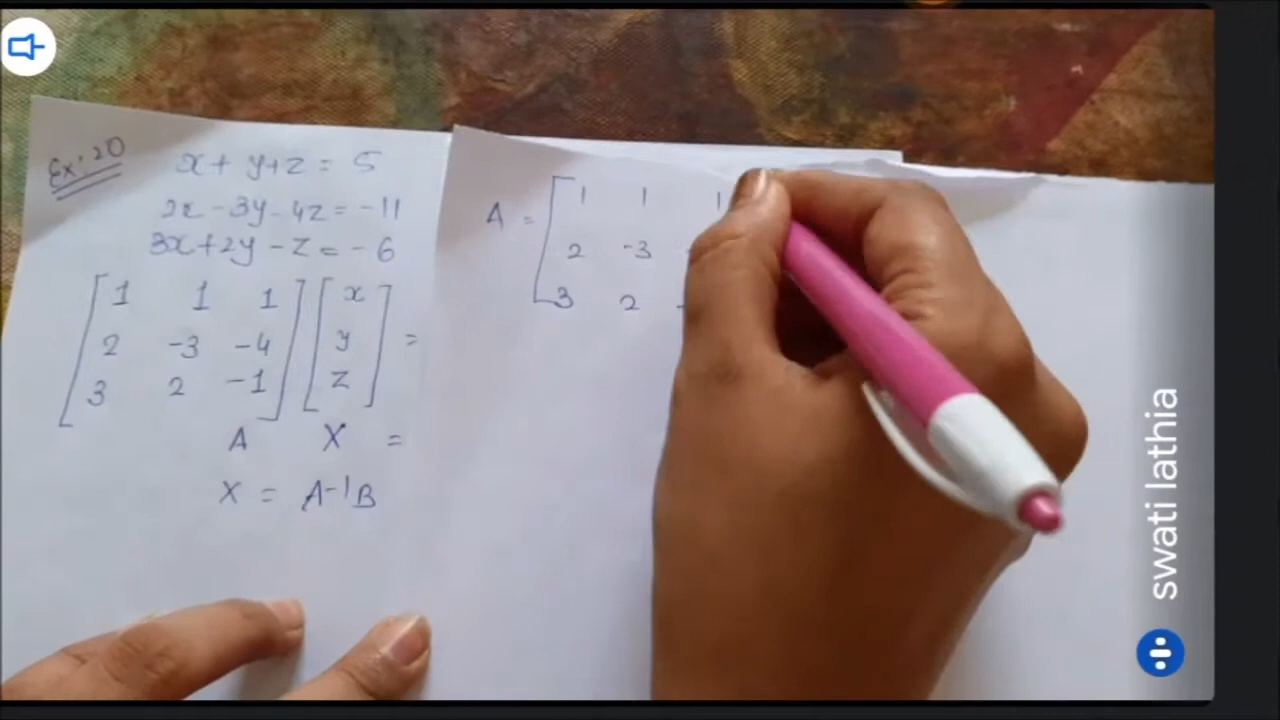 Ex:20
x + y + z = 5
2x - 3y - 4z = -11
3x + 2y - z = -6
[1 1 1] [x]
[2 -3 -4] [y] =
[3 2 -1] [z]
A X =
X = A-1B
A = [1 1 1
2 -3
3 2
swati lathia